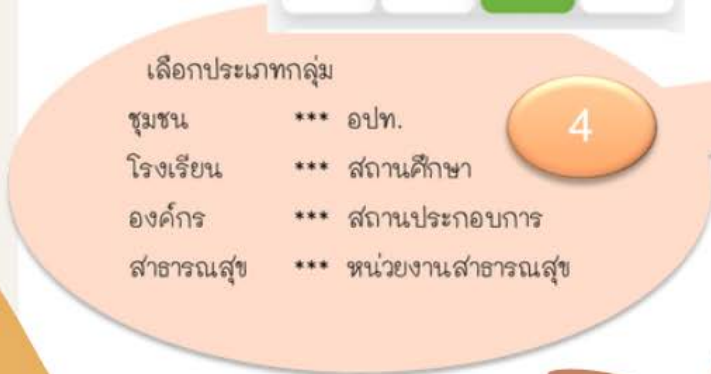 เลือกประเภทกลุ่ม
ชุมชน *** อปท.
4
โรงเรียน *** สถานศึกษา
องค์กร *** สถานประกอบการ
สาธารณสุข *** หน่วยงานสาธารณสุข